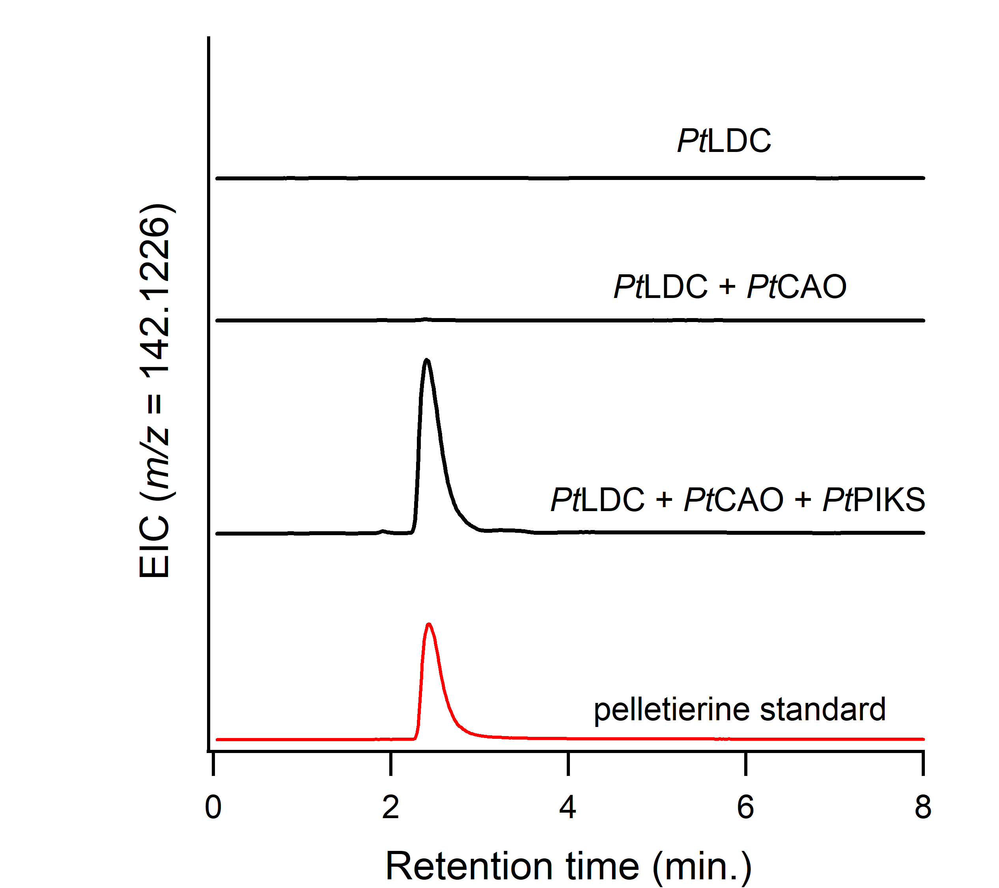 PtLDC
PtLDC + PtCAO
EIC (m/z = 142.1226)
PtLDC + PtCAO + PtPIKS
pelletierine standard
0 2 4 6 8
Retention time (min.)